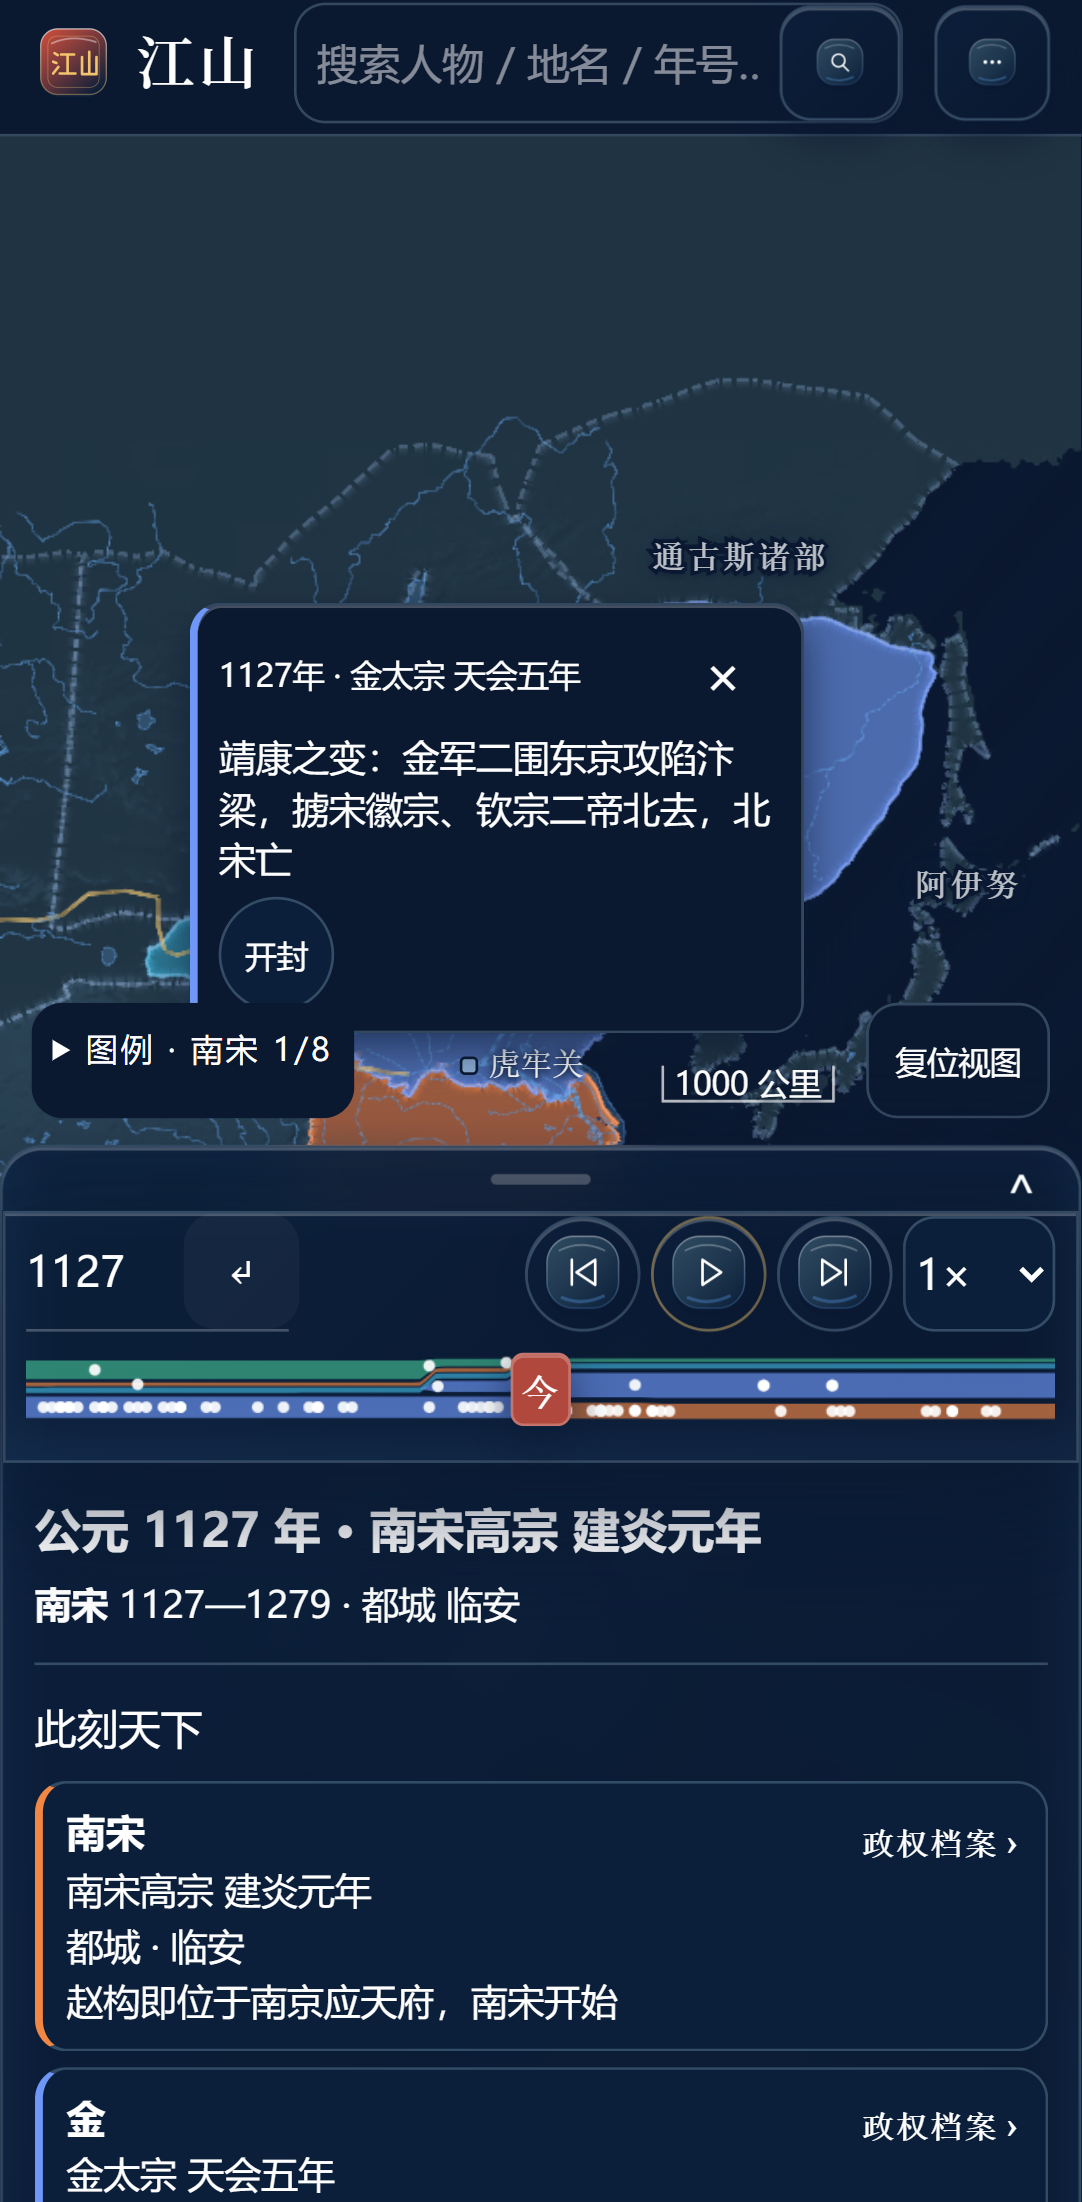 江山 江山 搜索人物 / 地名 / 年号..
通古斯诸部
1127年 · 金太宗 天会五年 ×
靖康之变：金军二围东京攻陷汴
梁，掳宋徽宗、钦宗二帝北去，北
宋亡
阿伊努
开封
▶ 图例 · 南宋 1/8
虎牢关
1000 公里
复位视图
1127 1×
今
公元 1127 年 • 南宋高宗 建炎元年
南宋 1127—1279 · 都城 临安
此刻天下
南宋 政权档案 ›
南宋高宗 建炎元年
都城 · 临安
赵构即位于南京应天府，南宋开始
金 政权档案 ›
金太宗 天会五年